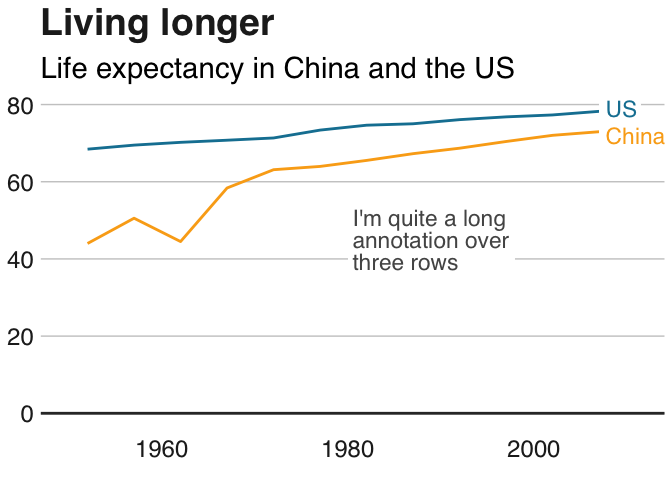 Living longer
Life expectancy in China and the US
80
US
China
60
I'm quite a long
annotation over
three rows
40
20
0
1960 1980 2000